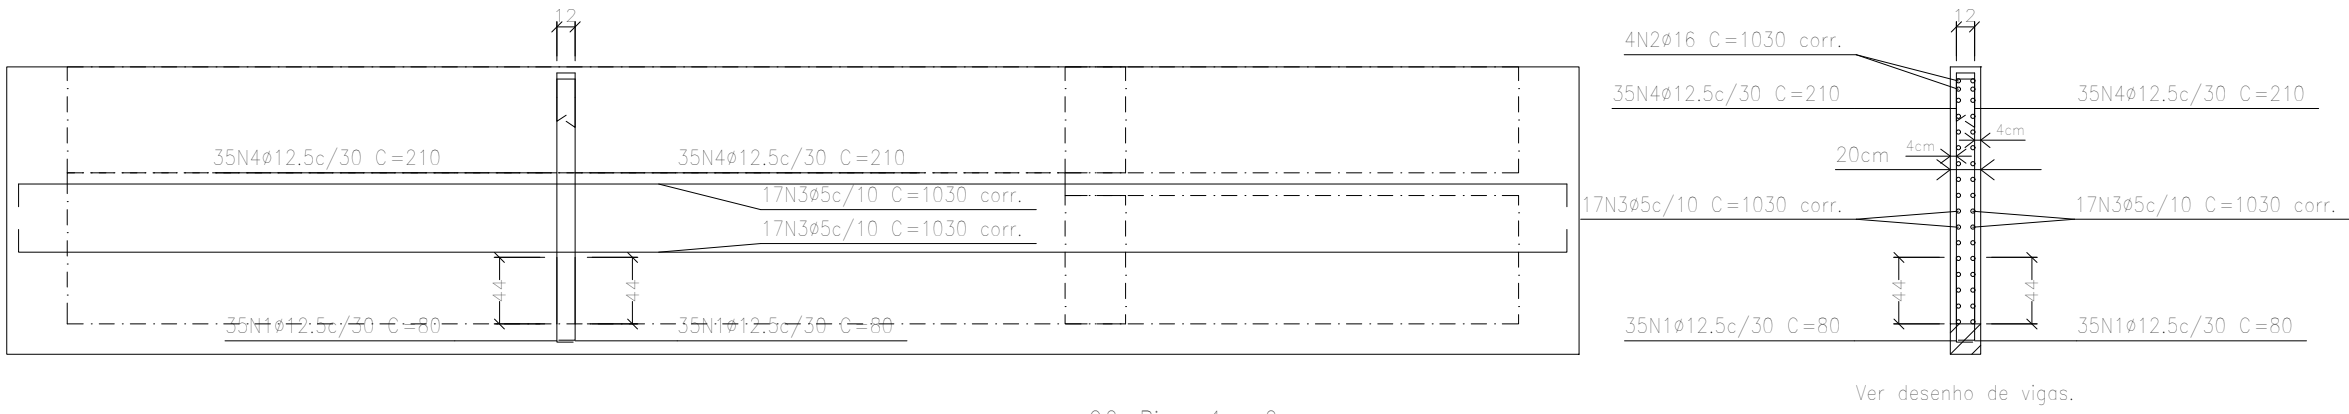 12
12
4N2ø16 C=1030 corr.
35N4ø12.5c/30 C=210
35N4ø12.5c/30 C=210
4cm
4cm
20cm
35N4ø12.5c/30 C=210
35N4ø12.5c/30 C=210
17N3ø5c/10 C=1030 corr.
17N3ø5c/10 C=1030 corr.
17N3ø5c/10 C=1030 corr.
17N3ø5c/10 C=1030 corr.
44
44
44
44
35N1ø12.5c/30 C=80
35N1ø12.5c/30 C=80
35N1ø12.5c/30 C=80
35N1ø12.5c/30 C=80
Ver desenho de vigas.